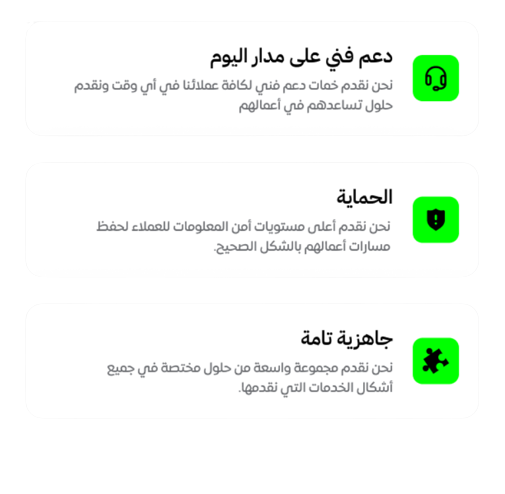 دعم فني على مدار اليوم
نحن نقدم خمات دعم فني لكافة عملائنا في أي وقت ونقدم
حلول تساعدهم في أعمالهم
الحماية
نحن نقدم أعلى مستويات أمن المعلومات للعملاء لحفظ
مسارات أعمالهم بالشكل الصحيح.
جاهزية تامة
نحن نقدم مجموعة واسعة من حلول مختصة في جميع
أشكال الخدمات التي نقدمها.